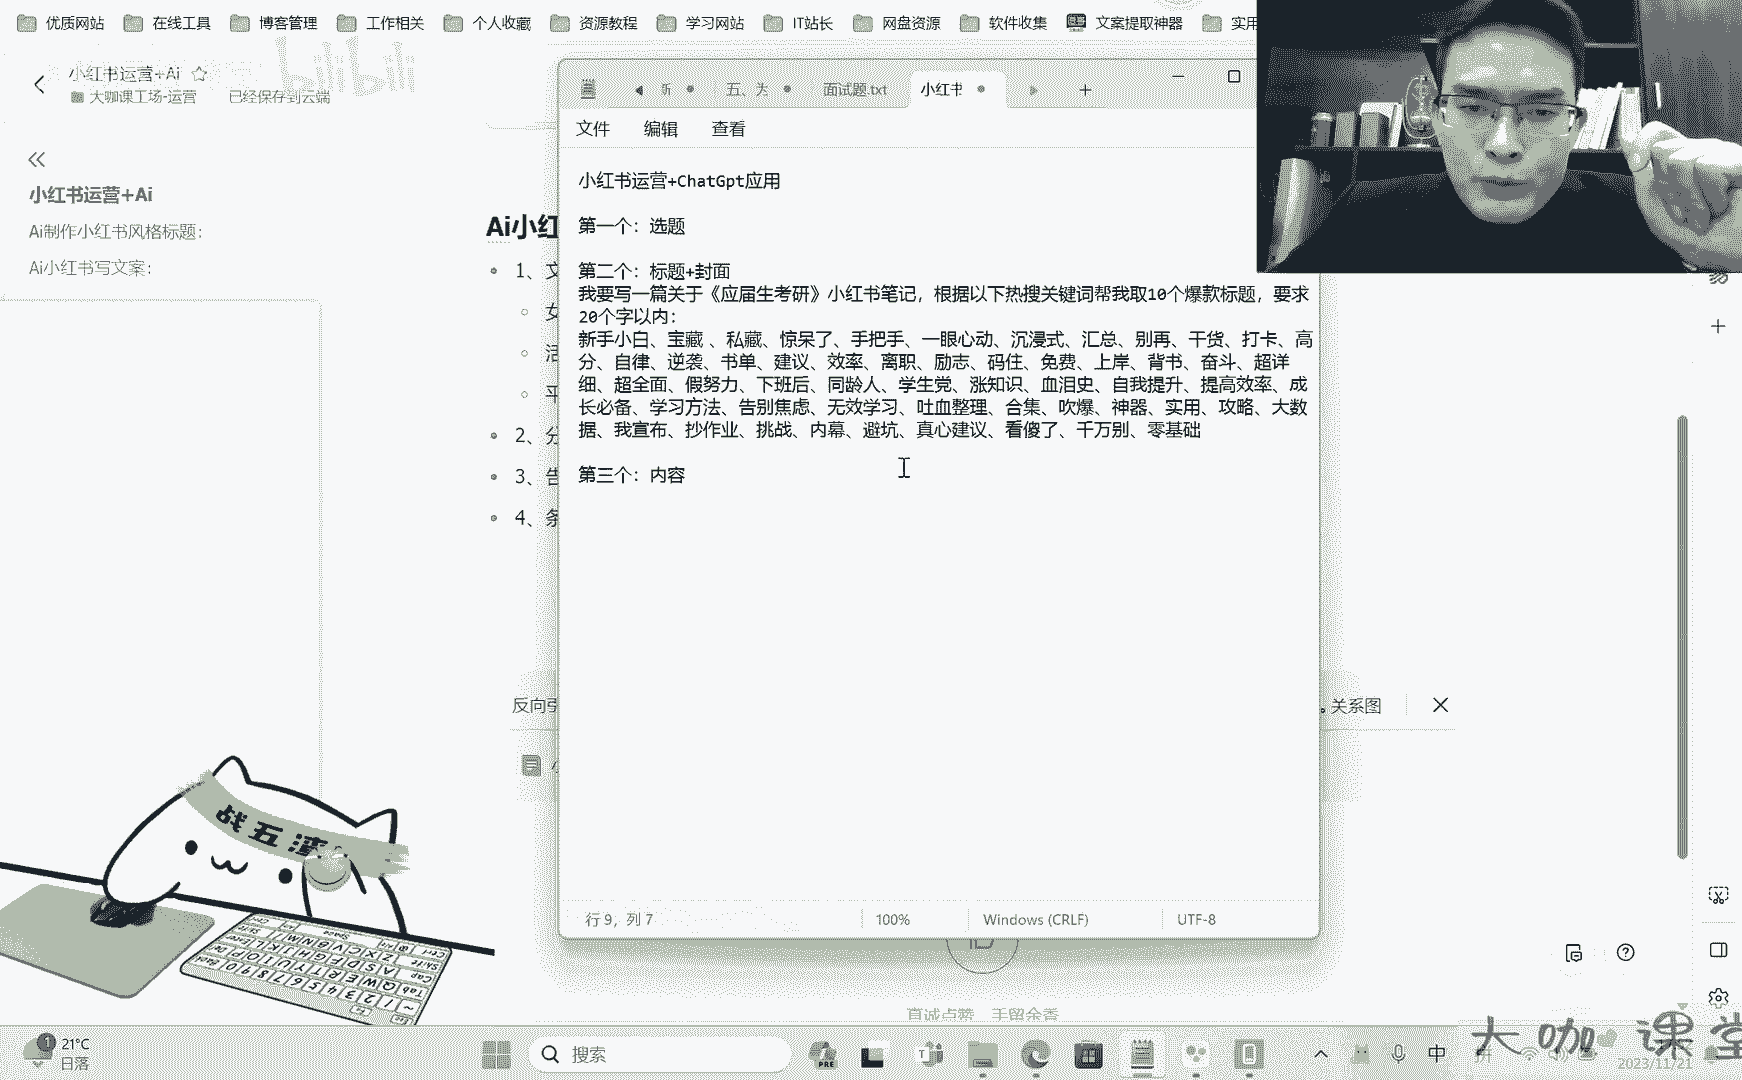 优质网站 在线工具 博客管理 工作相关 个人收藏 资源教程 学习网站 IT站长 网盘资源 软件收集 文案提取神器 实用
bilibili
小红书运营+Ai
大咖课工场-运营 已经保存到云端
小红书运营+Ai
Ai制作小红书风格标题:
Ai小红书写文案:
Ai小红
1、文
女
活
平
2、分
3、告
4、条
反向引
五、为 面试题.txt 小红书
文件 编辑 查看
小红书运营+ChatGpt应用
第一个：选题
第二个：标题+封面
我要写一篇关于《应届生考研》小红书笔记，根据以下热搜关键词帮我取10个爆款标题，要求
20个字以内：
新手小白、宝藏 、私藏、惊呆了、手把手、一眼心动、沉浸式、汇总、别再、干货、打卡、高
分、自律、逆袭、书单、建议、效率、离职、励志、码住、免费、上岸、背书、奋斗、超详
细、超全面、假努力、下班后、同龄人、学生党、涨知识、血泪史、自我提升、提高效率、成
长必备、学习方法、告别焦虑、无效学习、吐血整理、合集、吹爆、神器、实用、攻略、大数
据、我宣布、抄作业、挑战、内幕、避坑、真心建议、看傻了、千万别、零基础
第三个：内容
行 9，列 7 100% Windows (CRLF) UTF-8
关系图
战五渣
真诚点赞，手留余香
21°C
日落
搜索
中
大咖课堂
2023/11/21